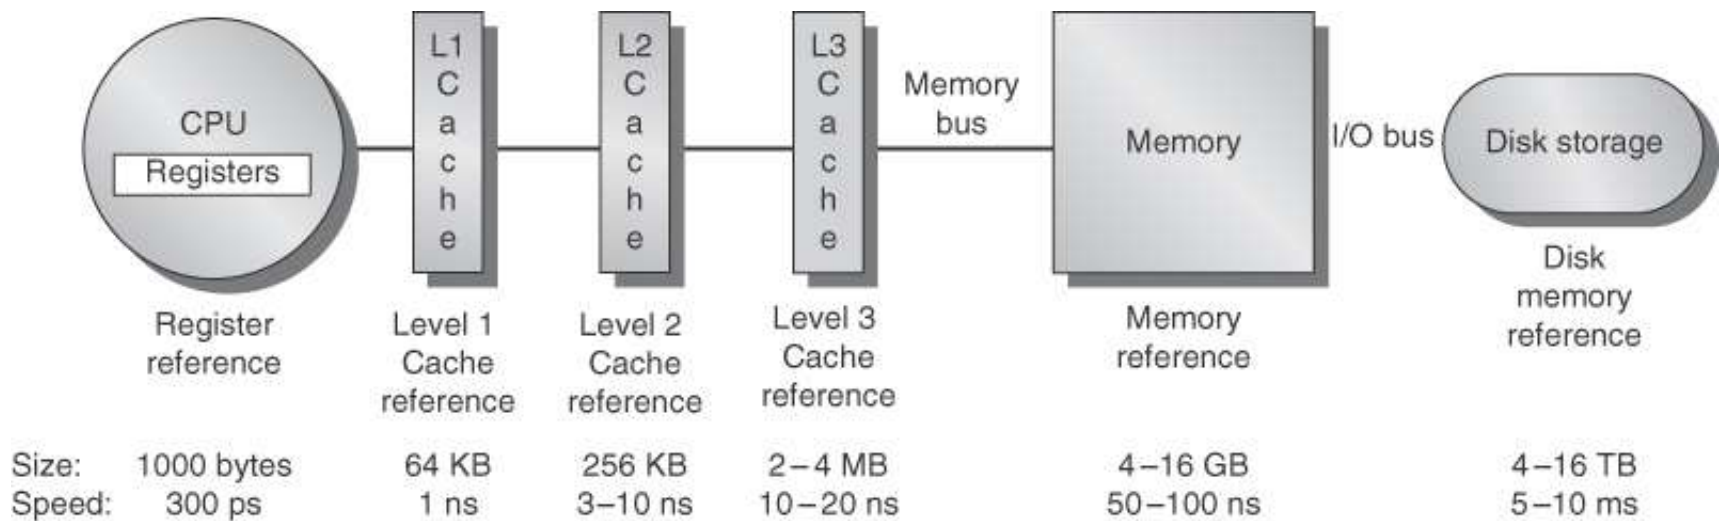 CPU
Registers
L1
C
a
c
h
e
L2
C
a
c
h
e
L3
C
a
c
h
e
Memory
bus
Memory
I/O bus
Disk storage
Register
reference
Level 1
Cache
reference
Level 2
Cache
reference
Level 3
Cache
reference
Memory
reference
Disk
memory
reference
Size: 1000 bytes 64 KB 256 KB 2–4 MB 4–16 GB 4–16 TB
Speed: 300 ps 1 ns 3–10 ns 10–20 ns 50–100 ns 5–10 ms